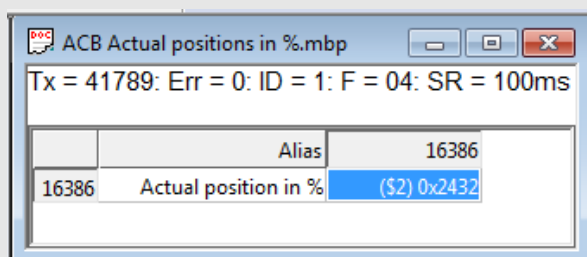 DOC ACB Actual positions in %.mbp
Tx = 41789: Err = 0: ID = 1: F = 04: SR = 100ms
Alias 16386
16386 Actual position in % ($2) 0x2432